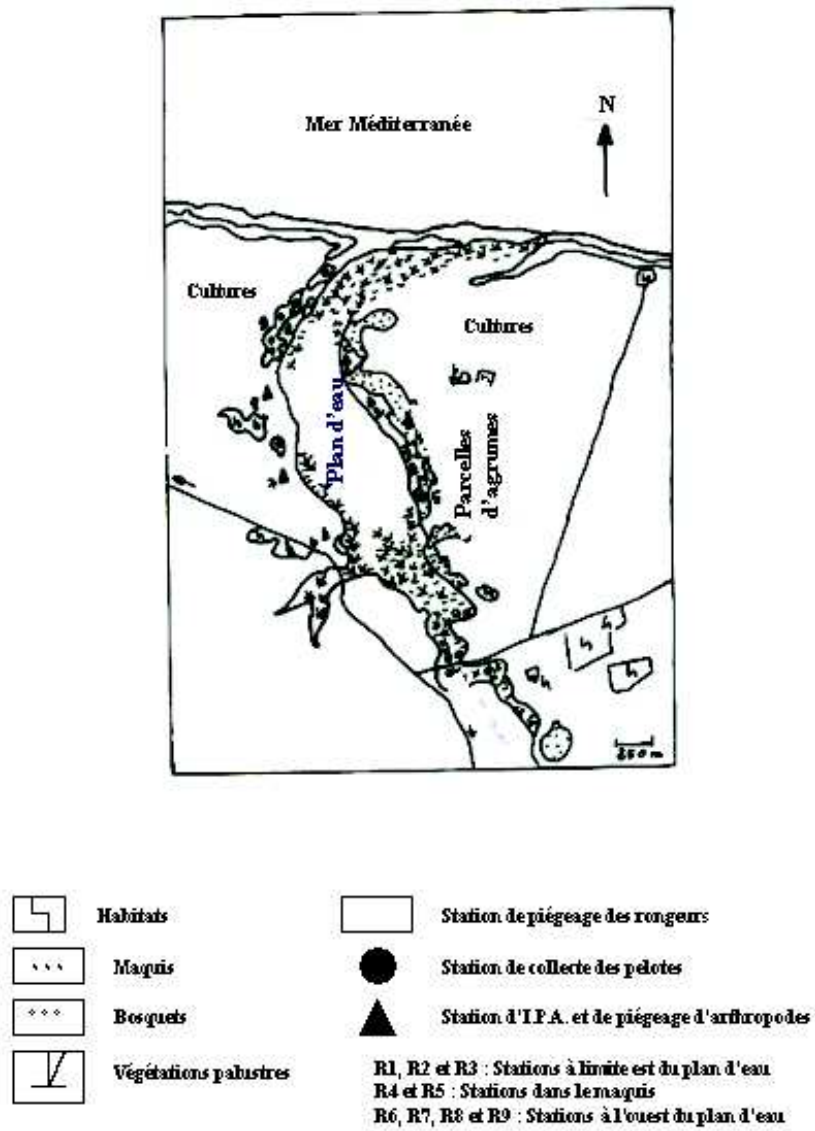 Mer Méditerranée
N
Cultures
Cultures
Plan d'eau
Parcelles
d'agrumes
250 m
Habitats
Station de piégeage des rongeurs
Maquis
Station de collecte des pelotes
Bosquets
Station d'I.P.A. et de piégeage d'arthropodes
Végétations palustres
R1, R2 et R3 : Stations à limite est du plan d'eau
R4 et R5 : Stations dans le maquis
R6, R7, R8 et R9 : Stations à l'ouest du plan d'eau